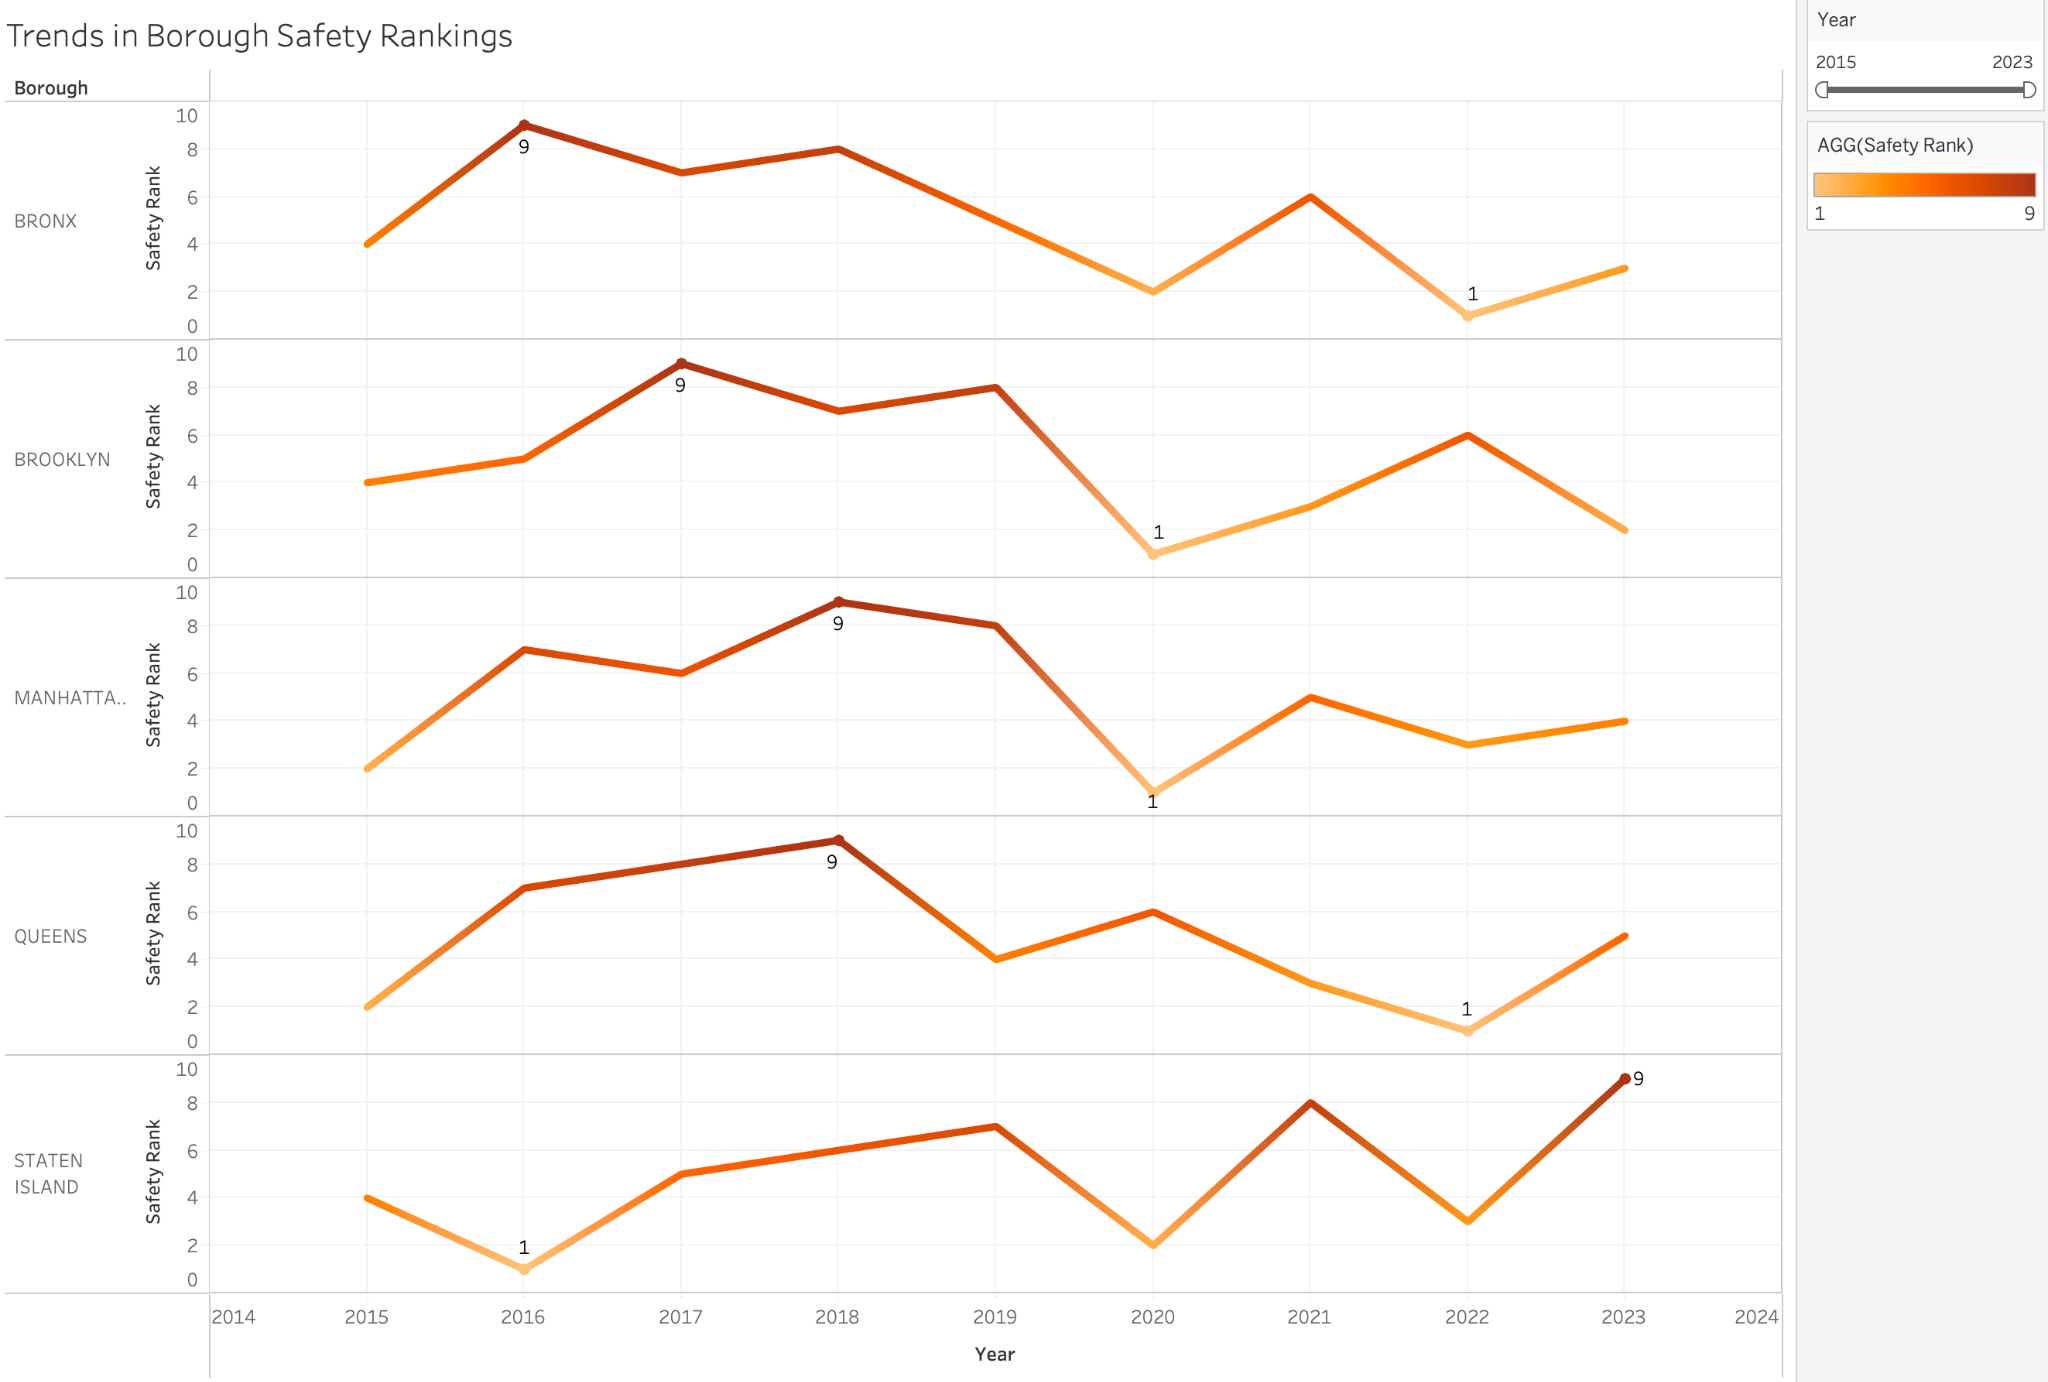 Trends in Borough Safety Rankings
Borough
BRONX
Safety Rank
10
8
6
4
2
0
9
1
BROOKLYN
Safety Rank
10
8
6
4
2
0
9
1
MANHATTA..
Safety Rank
10
8
6
4
2
0
9
1
QUEENS
Safety Rank
10
8
6
4
2
0
9
1
STATEN
ISLAND
Safety Rank
10
8
6
4
2
0
1
9
2014 2015 2016 2017 2018 2019 2020 2021 2022 2023 2024
Year
Year
2015 2023
AGG(Safety Rank)
1 9